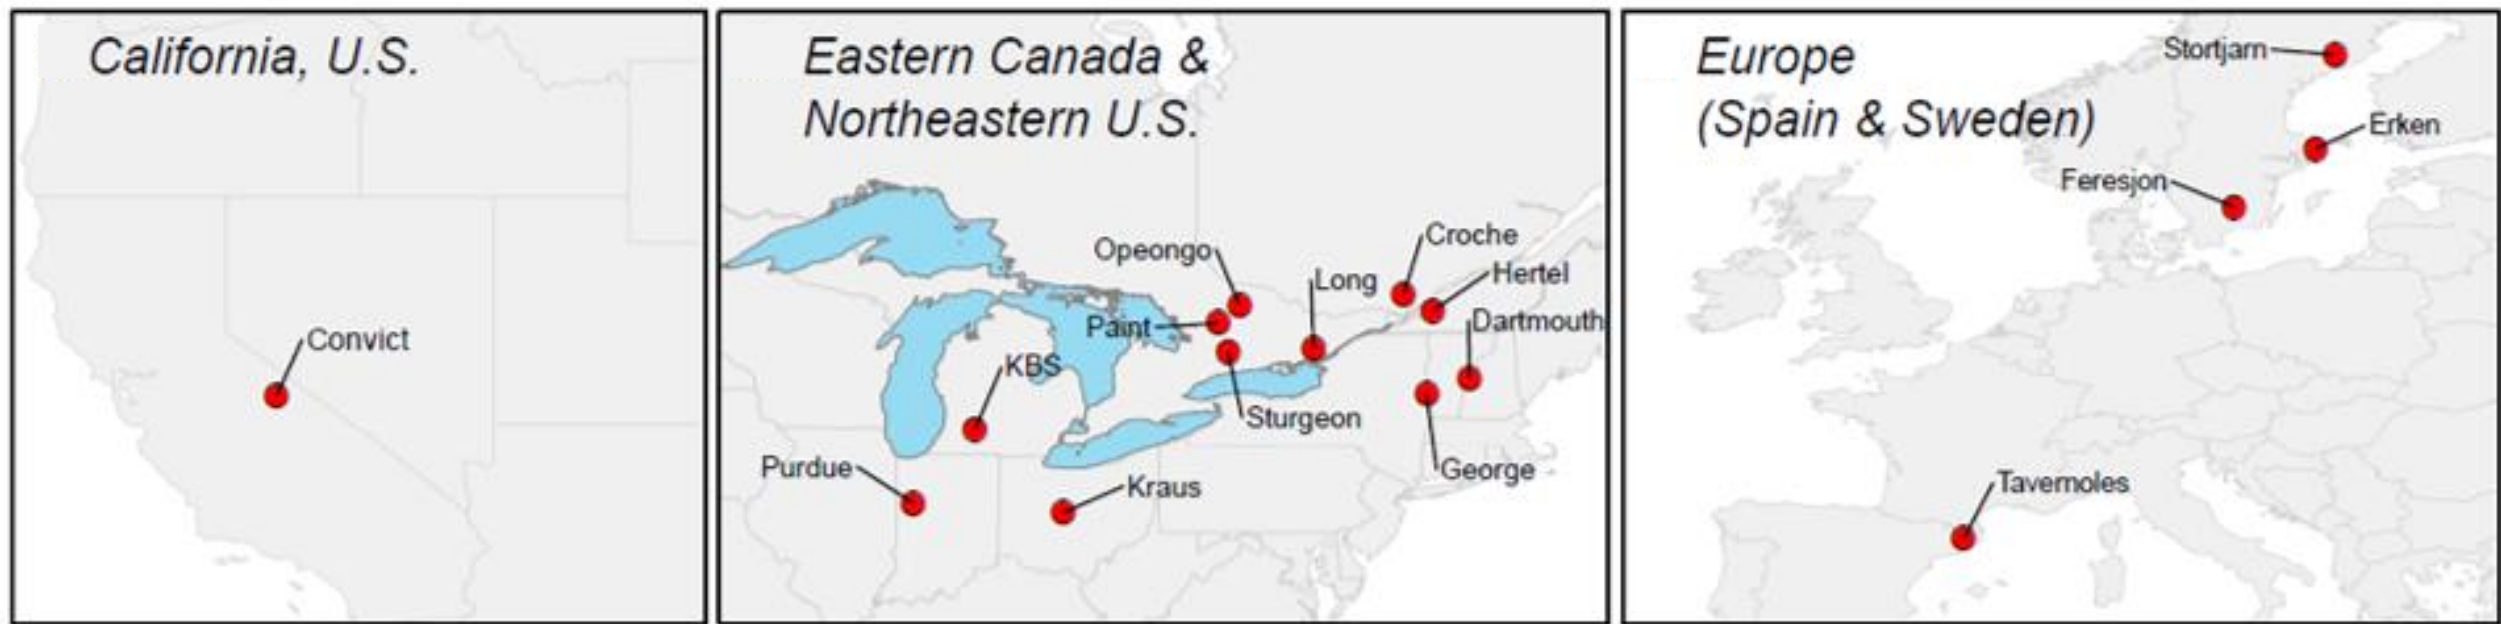 California, U.S.
Convict
Eastern Canada &
Northeastern U.S.
Croche
Opeongo
Hertel
Long
Dartmouth
Paint
KBS
Sturgeon
Purdue
George
Kraus
Europe
(Spain & Sweden)
Stortjarn
Erken
Feresjon
Tavernoles